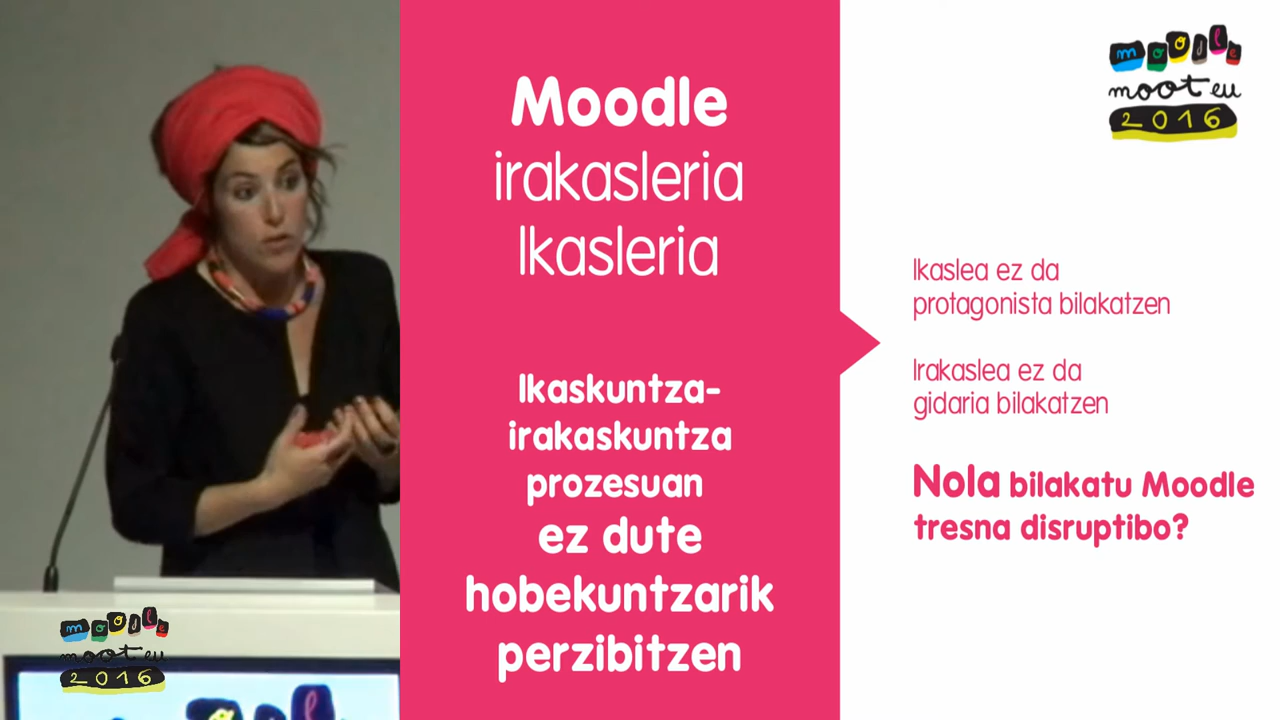 Moodle
irakasleria
Ikasleria
Ikaskuntza-
irakaskuntza
prozesuan
ez dute
hobekuntzarik
perzibitzen
moodle
moot eu
2016
Ikaslea ez da
protagonista bilakatzen
Irakaslea ez da
gidaria bilakatzen
Nola bilakatu Moodle
tresna disruptibo?
moodle
moot eu
2016